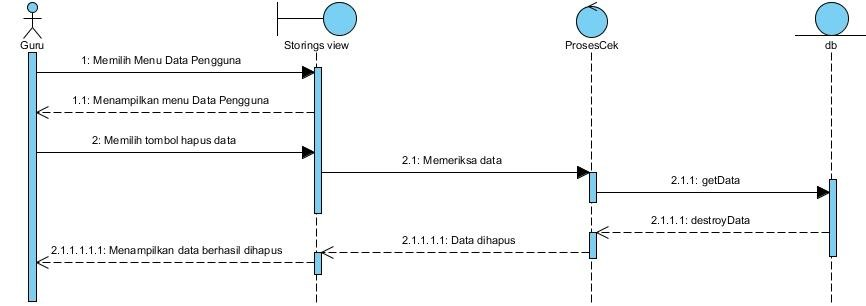 Guru
Storings view
ProsesCek
db
1: Memilih Menu Data Pengguna
1.1: Menampilkan menu Data Pengguna
2: Memilih tombol hapus data
2.1: Memeriksa data
2.1.1: getData
2.1.1.1: destroyData
2.1.1.1.1: Data dihapus
2.1.1.1.1.1: Menampilkan data berhasil dihapus